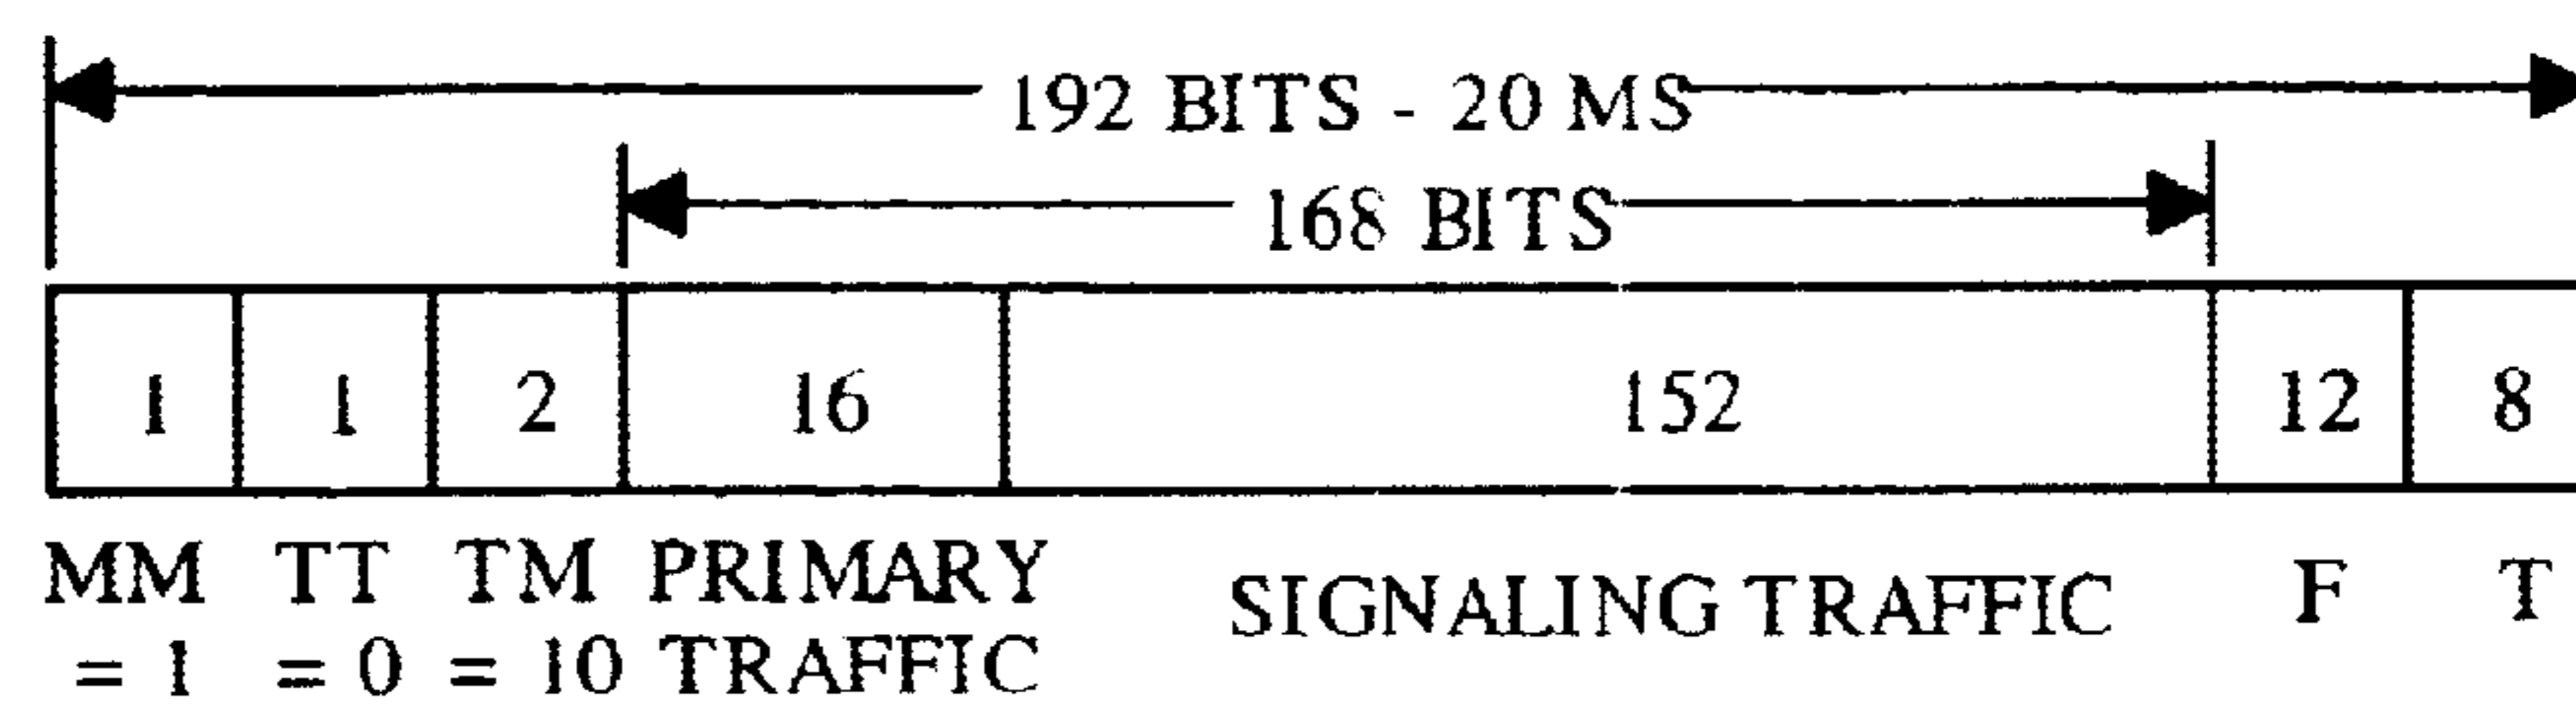 192 BITS - 20 MS
168 BITS
1 1 2 16 152 12 8
MM TT TM PRIMARY SIGNALING TRAFFIC F T
= 1 = 0 = 10 TRAFFIC